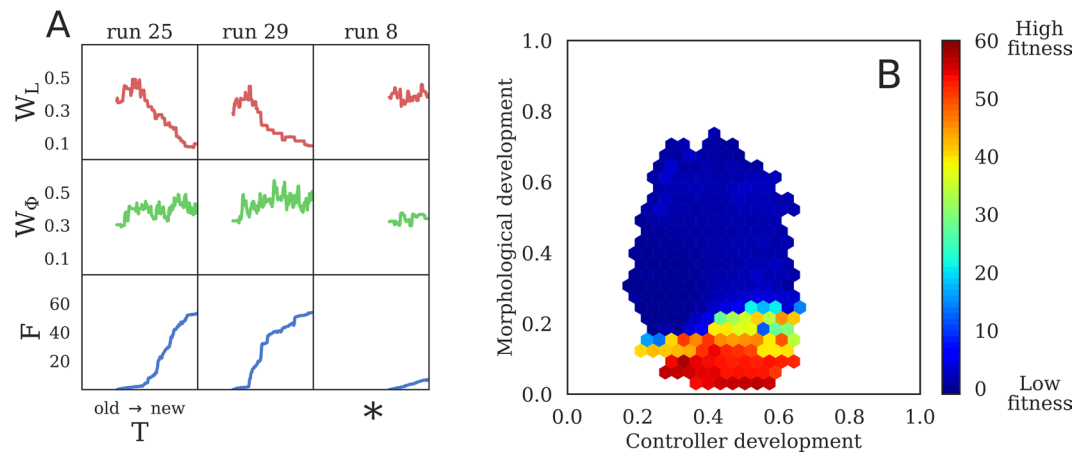 A
run 25 run 29 run 8
W_L
0.5
0.3
0.1
W_Φ
0.5
0.3
0.1
F
60
40
20
old → new
T
*
B
Morphological development
1.0
0.8
0.6
0.4
0.2
0.0
0.0 0.2 0.4 0.6 0.8 1.0
Controller development
60
50
40
30
20
10
0
High
fitness
Low
fitness